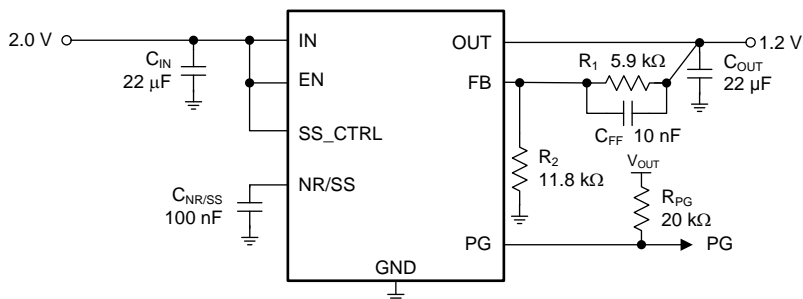 2.0 V
C_IN
22 μF
IN
EN
SS_CTRL
C_NR/SS
100 nF
NR/SS
GND
OUT
FB
PG
R_1 5.9 kΩ
C_FF 10 nF
1.2 V
C_OUT
22 μF
R_2
11.8 kΩ
V_OUT
R_PG
20 kΩ
PG